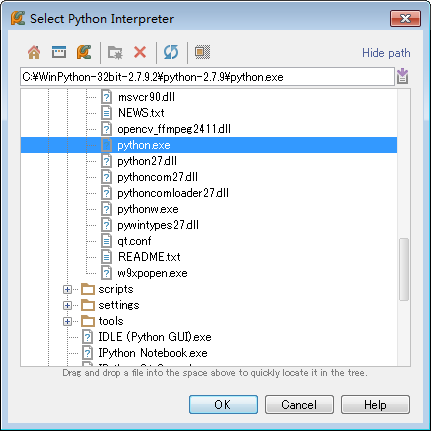 Select Python Interpreter
Hide path
C:¥WinPython-32bit-2.7.9.2¥python-2.7.9¥python.exe
msvcr90.dll
NEWS.txt
opencv_ffmpeg2411.dll
python.exe
python27.dll
pythoncom27.dll
pythoncomloader27.dll
pythonw.exe
pywintypes27.dll
qt.conf
README.txt
w9xpopen.exe
scripts
settings
tools
IDLE (Python GUI).exe
IPython Notebook.exe
Drag and drop a file into the space above to quickly locate it in the tree.
OK
Cancel
Help